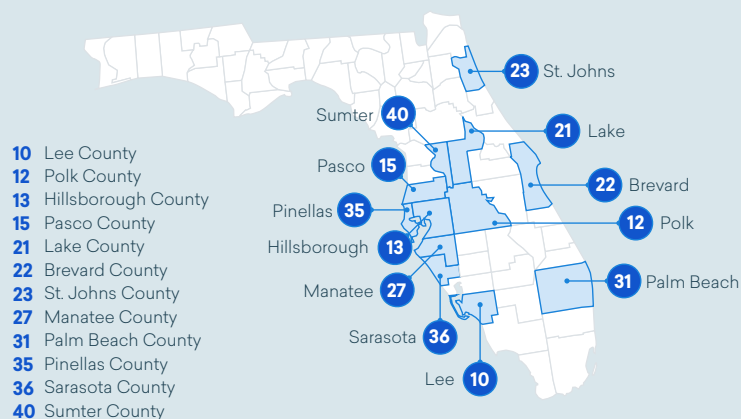 10 Lee County
12 Polk County
13 Hillsborough County
15 Pasco County
21 Lake County
22 Brevard County
23 St. Johns County
27 Manatee County
31 Palm Beach County
35 Pinellas County
36 Sarasota County
40 Sumter County
23 St. Johns
Sumter 40
21 Lake
Pasco 15
22 Brevard
Pinellas 35
12 Polk
Hillsborough 13
31 Palm Beach
Manatee 27
Sarasota 36
Lee 10